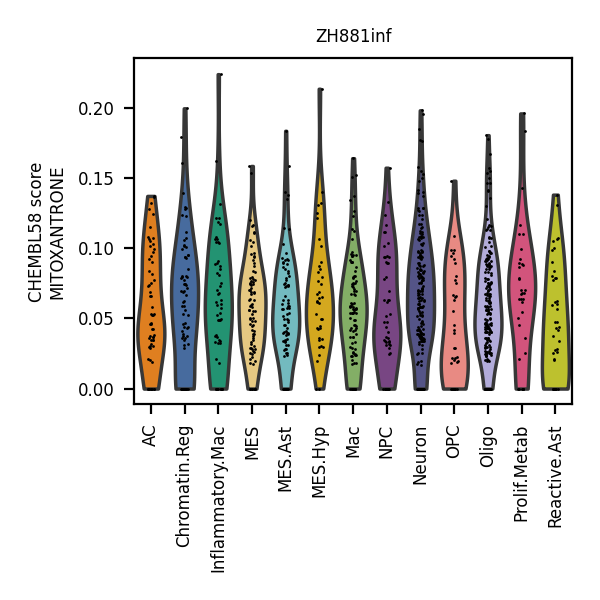 ZH881inf
CHEMBL58 score
MITOXANTRONE
0.20
0.15
0.10
0.05
0.00
AC
Chromatin.Reg
Inflammatory.Mac
MES
MES.Ast
MES.Hyp
Mac
NPC
Neuron
OPC
Oligo
Prolif.Metab
Reactive.Ast